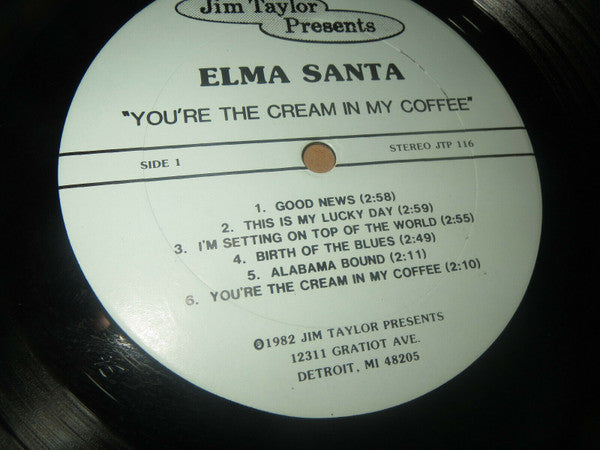 Jim Taylor
Presents
ELMA SANTA
"YOU'RE THE CREAM IN MY COFFEE"
SIDE 1
STEREO JTP 116
1. GOOD NEWS (2:58)
2. THIS IS MY LUCKY DAY (2:59)
3. I'M SETTING ON TOP OF THE WORLD (2:55)
4. BIRTH OF THE BLUES (2:49)
5. ALABAMA BOUND (2:11)
6. YOU'RE THE CREAM IN MY COFFEE (2:10)
℗1982 JIM TAYLOR PRESENTS
12311 GRATIOT AVE.
DETROIT, MI 48205